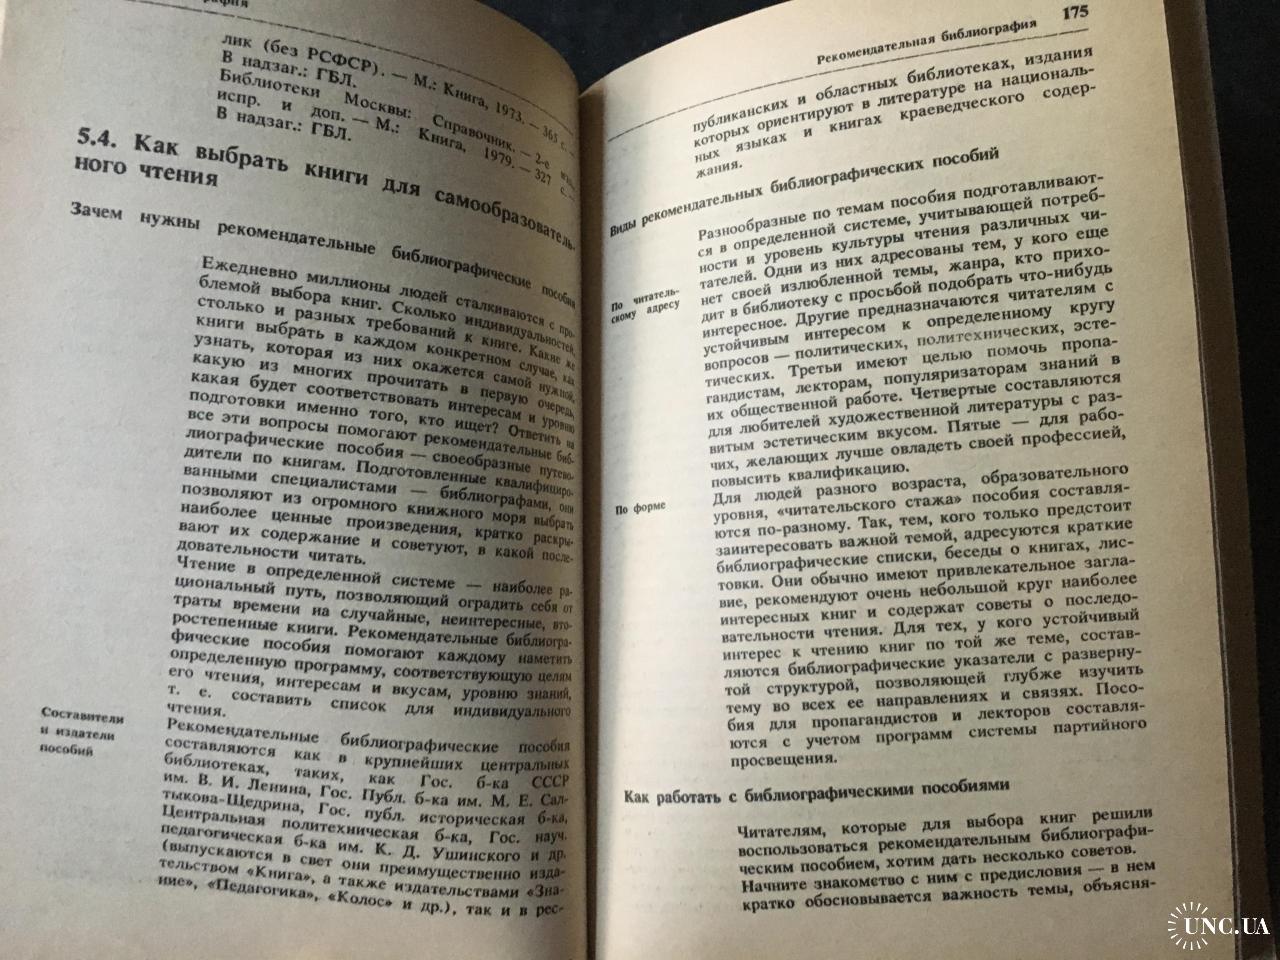 графия
лик (без РСФСР). — М.: Книга, 1973. — 365 с. —
В надзаг.: ГБЛ.
Библиотеки Москвы: Справочник. — 2-е изд.,
испр. и доп. — М.: Книга, 1979. — 327 с. —
В надзаг.: ГБЛ.
5.4. Как выбрать книги для самообразователь-
ного чтения
Зачем нужны рекомендательные библиографические пособия
Ежедневно миллионы людей сталкиваются с про-
блемой выбора книг. Сколько индивидуальностей,
столько и разных требований к книге. Какие же
книги выбрать в каждом конкретном случае, как
узнать, которая из них окажется самой нужной,
какую из многих прочитать в первую очередь,
какая будет соответствовать интересам и уровню
подготовки именно того, кто ищет? Ответить на
все эти вопросы помогают рекомендательные биб-
лиографические пособия — своеобразные путево-
дители по книгам. Подготовленные квалифициро-
ванными специалистами — библиографами, они
позволяют из огромного книжного моря выбрать
наиболее ценные произведения, кратко раскры-
вают их содержание и советуют, в какой после-
довательности читать.
Чтение в определенной системе — наиболее ра-
циональный путь, позволяющий оградить себя от
траты времени на случайные, неинтересные, вто-
ростепенные книги. Рекомендательные библиогра-
фические пособия помогают каждому наметить
определенную программу, соответствующую целям
его чтения, интересам и вкусам, уровню знаний,
т. е. составить список для индивидуального
чтения.
Составители
и издатели
пособий
Рекомендательные библиографические пособия
составляются как в крупнейших центральных
библиотеках, таких, как Гос. б-ка СССР
им. В. И. Ленина, Гос. Публ. б-ка им. М. Е. Сал-
тыкова-Щедрина, Гос. публ. историческая б-ка,
Центральная политехническая б-ка, Гос. науч.
педагогическая б-ка им. К. Д. Ушинского и др.
(выпускаются в свет они преимущественно изда-
тельством «Книга», а также издательствами «Зна-
ние», «Педагогика», «Колос» и др.), так и в рес-
Рекомендательная библиография 175
публиканских и областных библиотеках, издания
которых ориентируют в литературе на националь-
ных языках и книгах краеведческого содер-
жания.
Виды рекомендательных библиографических пособий
По читатель-
скому адресу
Разнообразные по темам пособия подготавливают-
ся в определенной системе, учитывающей потреб-
ности и уровень культуры чтения различных чи-
тателей. Одни из них адресованы тем, у кого еще
нет своей излюбленной темы, жанра, кто прихо-
дит в библиотеку с просьбой подобрать что-нибудь
интересное. Другие предназначаются читателям с
устойчивым интересом к определенному кругу
вопросов — политических, политехнических, эсте-
тических. Третьи имеют целью помочь пропа-
гандистам, лекторам, популяризаторам знаний в
их общественной работе. Четвертые составляются
для любителей художественной литературы с раз-
витым эстетическим вкусом. Пятые — для рабо-
чих, желающих лучше овладеть своей профессией,
повысить квалификацию.
По форме
Для людей разного возраста, образовательного
уровня, «читательского стажа» пособия составля-
ются по-разному. Так, тем, кого только предстоит
заинтересовать важной темой, адресуются краткие
библиографические списки, беседы о книгах, лис-
товки. Они обычно имеют привлекательное загла-
вие, рекомендуют очень небольшой круг наиболее
интересных книг и содержат советы о последо-
вательности чтения. Для тех, у кого устойчивый
интерес к чтению книг по той же теме, состав-
ляются библиографические указатели с разверну-
той структурой, позволяющей глубже изучить
тему во всех ее направлениях и связях. Посо-
бия для пропагандистов и лекторов составля-
ются с учетом программ системы партийного
просвещения.
Как работать с библиографическими пособиями
Читателям, которые для выбора книг решили
воспользоваться рекомендательным библиографи-
ческим пособием, хотим дать несколько советов.
Начните знакомство с ним с предисловия — в нем
кратко обосновывается важность темы, объясня-
UNC.UA